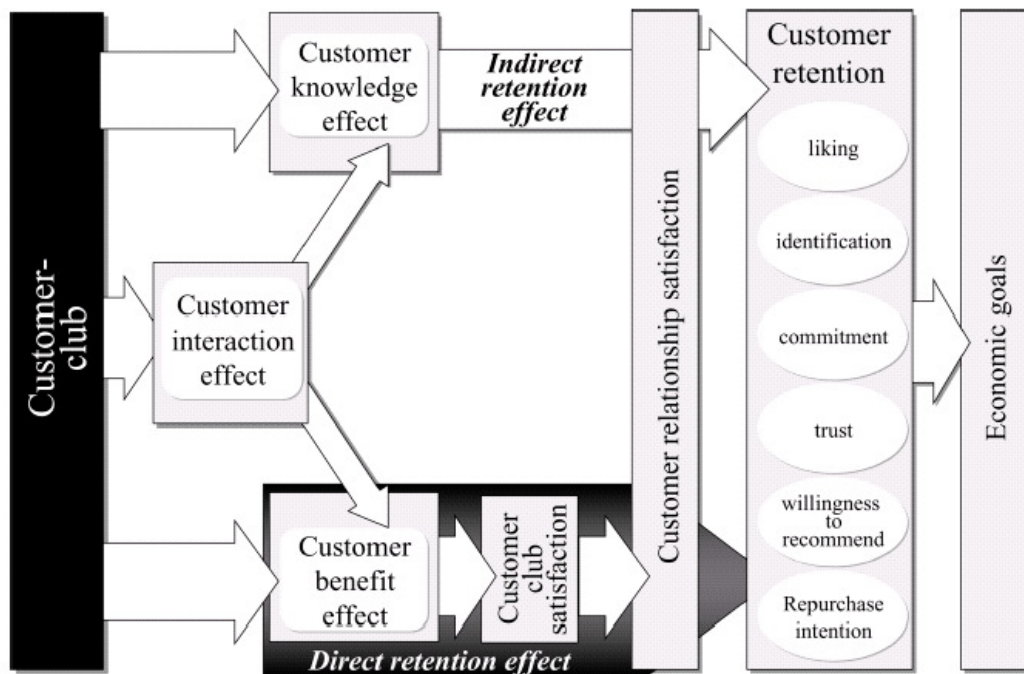 Customer-
club
Customer
knowledge
effect
Indirect
retention
effect
Customer
interaction
effect
Customer
benefit
effect
Customer
club
satisfaction
Direct retention effect
Customer relationship satisfaction
Customer
retention
liking
identification
commitment
trust
willingness
to
recommend
Repurchase
intention
Economic goals